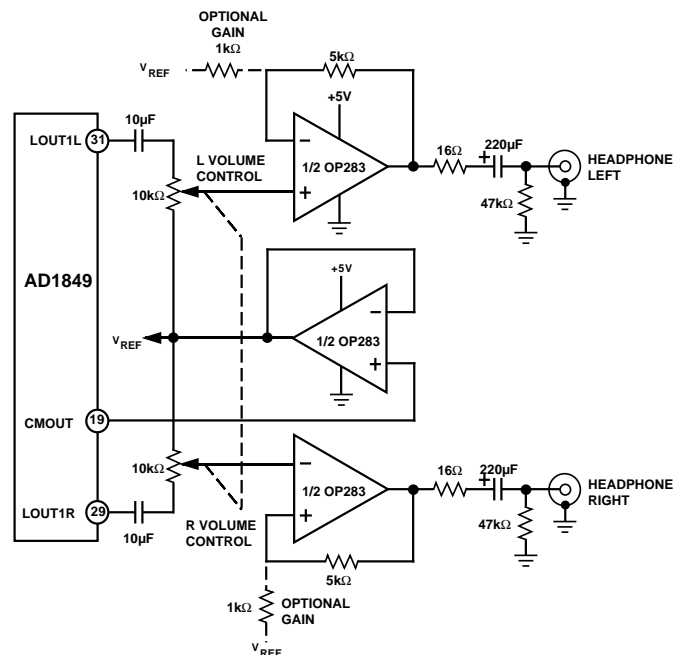 OPTIONAL
GAIN
1kΩ
VREF
5kΩ
+5V
10µF
LOUT1L
31
L VOLUME
CONTROL
10kΩ
−
+
1/2 OP283
16Ω
+
220µF
47kΩ
HEADPHONE
LEFT
AD1849
VREF
+5V
1/2 OP283
−
+
CMOUT
19
10kΩ
LOUT1R
29
10µF
R VOLUME
CONTROL
−
+
1/2 OP283
5kΩ
16Ω
+
220µF
47kΩ
HEADPHONE
RIGHT
1kΩ
OPTIONAL
GAIN
VREF